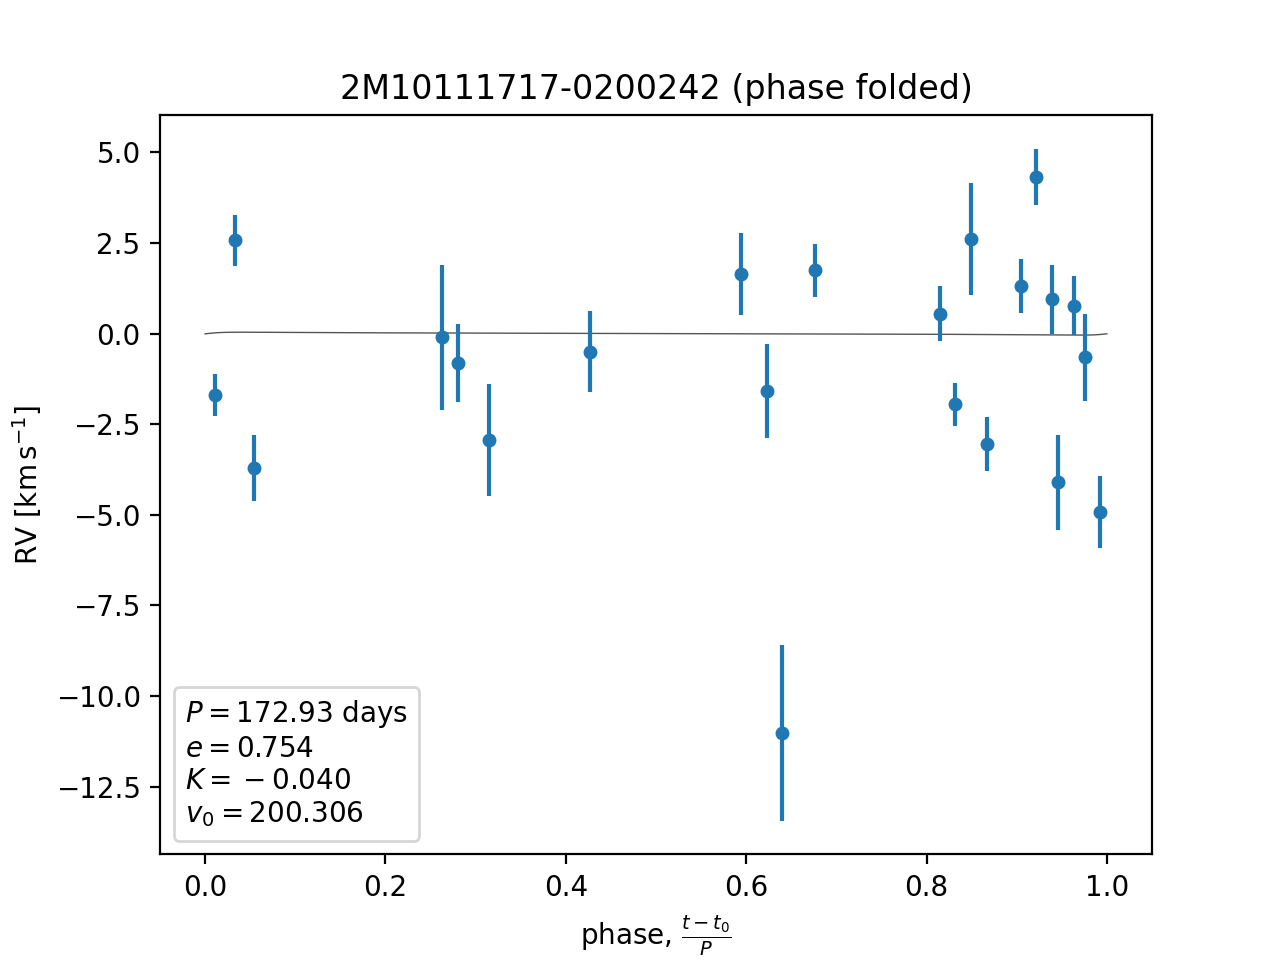 2M10111717-0200242 (phase folded)
5.0
2.5
0.0
−2.5
−5.0
−7.5
−10.0
−12.5
RV [km s⁻¹]
P = 172.93 days
e = 0.754
K = −0.040
v₀ = 200.306
0.0 0.2 0.4 0.6 0.8 1.0
phase, (t − t₀)/P